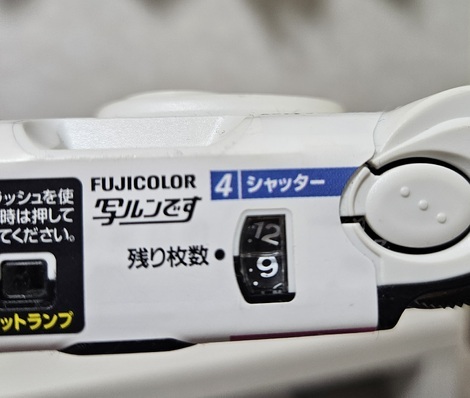 ラッシュを使
時は押して
てください。
ットランプ
FUJICOLOR
写ルンです
4 シャッター
残り枚数●
12
9